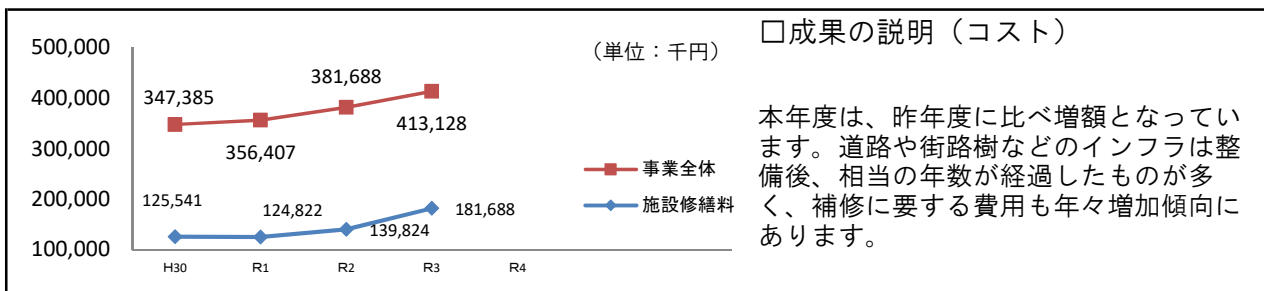 500,000
400,000
300,000
200,000
100,000
(単位:千円)
347,385
356,407
381,688
413,128
125,541
124,822
139,824
181,688
事業全体
施設修繕料
H30
R1
R2
R3
R4
□成果の説明(コスト)
本年度は、昨年度に比べ増額となってい
ます。道路や街路樹などのインフラは整
備後、相当の年数が経過したものが多
く、補修に要する費用も年々増加傾向に
あります。